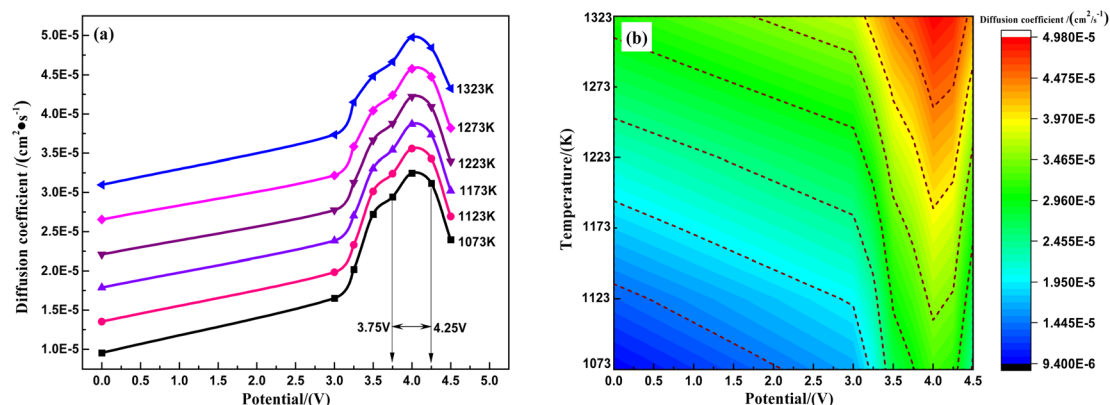 (a)
Diffusion coefficient /(cm²●s⁻¹)
5.0E-5
4.5E-5
4.0E-5
3.5E-5
3.0E-5
2.5E-5
2.0E-5
1.5E-5
1.0E-5
1323K
1273K
1223K
1173K
1123K
1073K
3.75V
4.25V
0.0 0.5 1.0 1.5 2.0 2.5 3.0 3.5 4.0 4.5 5.0
Potential/(V)
(b)
Temperature/(K)
1323
1273
1223
1173
1123
1073
0.0 0.5 1.0 1.5 2.0 2.5 3.0 3.5 4.0 4.5
Potential/(V)
Diffusion coefficient /(cm²/s⁻¹)
4.980E-5
4.475E-5
3.970E-5
3.465E-5
2.960E-5
2.455E-5
1.950E-5
1.445E-5
9.400E-6